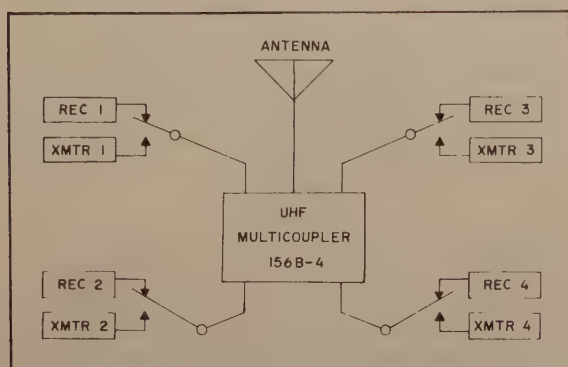 ANTENNA
REC 1
XMTR 1
REC 3
XMTR 3
UHF
MULTICOUPLER
156B-4
REC 2
XMTR 2
REC 4
XMTR 4